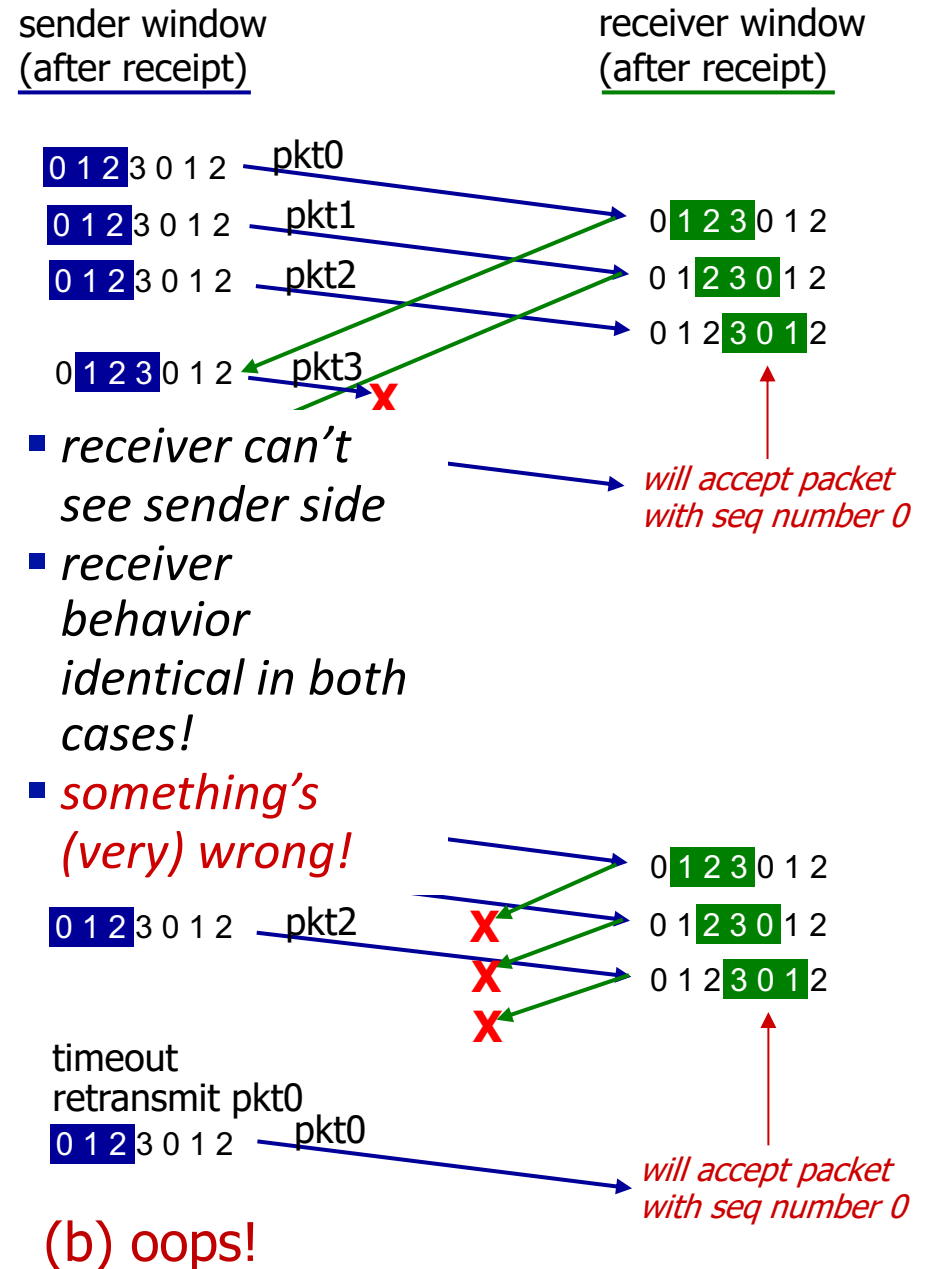 sender window
(after receipt)
receiver window
(after receipt)
0 1 2 3 0 1 2 pkt0
0 1 2 3 0 1 2 pkt1
0 1 2 3 0 1 2
0 1 2 3 0 1 2 pkt2
0 1 2 3 0 1 2
0 1 2 3 0 1 2
0 1 2 3 0 1 2 pkt3
X
receiver can’t
see sender side
will accept packet
with seq number 0
receiver
behavior
identical in both
cases!
something’s
(very) wrong!
0 1 2 3 0 1 2
0 1 2 3 0 1 2 pkt2
X
0 1 2 3 0 1 2
X
0 1 2 3 0 1 2
X
timeout
retransmit pkt0
0 1 2 3 0 1 2 pkt0
will accept packet
with seq number 0
(b) oops!